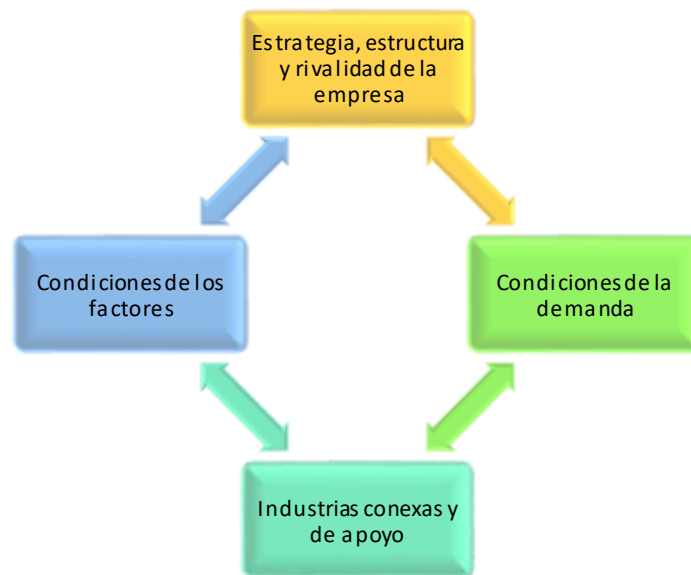 Estrategia, estructura
y rivalidad de la
empresa
Condiciones de los
factores
Condiciones de la
demanda
Industrias conexas y
de apoyo